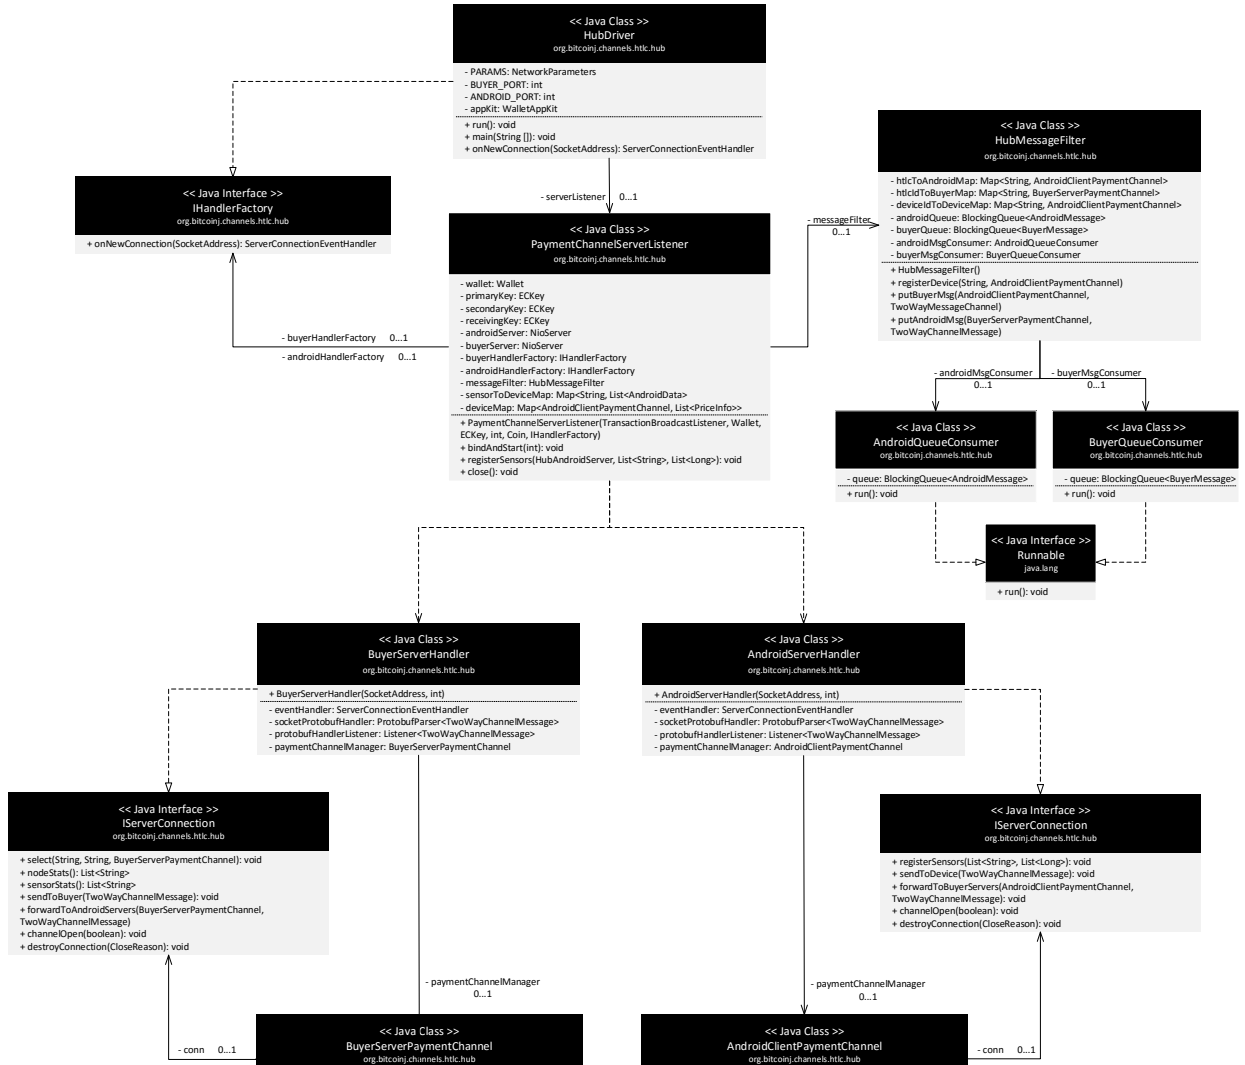 << Java Class >>
HubDriver
org.bitcoinj.channels.htlc.hub
- PARAMS: NetworkParameters
- BUYER_PORT: int
- ANDROID_PORT: int
- appKit: WalletAppKit
+ run(): void
+ main(String []): void
+ onNewConnection(SocketAddress): ServerConnectionEventHandler
<< Java Interface >>
IHandlerFactory
org.bitcoinj.channels.htlc.hub
+ onNewConnection(SocketAddress): ServerConnectionEventHandler
- serverListener 0...1
<< Java Class >>
PaymentChannelServerListener
org.bitcoinj.channels.htlc.hub
- wallet: Wallet
- primaryKey: ECKey
- secondaryKey: ECKey
- receivingKey: ECKey
- androidServer: NioServer
- buyerServer: NioServer
- buyerHandlerFactory: IHandlerFactory
- androidHandlerFactory: IHandlerFactory
- messageFilter: HubMessageFilter
- sensorToDeviceMap: Map<String, List<AndroidData>
- deviceMap: Map<AndroidClientPaymentChannel, List<PriceInfo>>
+ PaymentChannelServerListener(TransactionBroadcastListener, Wallet,
ECKey, int, Coin, IHandlerFactory)
+ bindAndStart(int): void
+ registerSensors(HubAndroidServer, List<String>, List<Long>): void
+ close(): void
- buyerHandlerFactory 0...1
- androidHandlerFactory 0...1
- messageFilter
0...1
<< Java Class >>
HubMessageFilter
org.bitcoinj.channels.htlc.hub
- htlcToAndroidMap: Map<String, AndroidClientPaymentChannel>
- htlcIdToBuyerMap: Map<String, BuyerServerPaymentChannel>
- deviceIdToDeviceMap: Map<String, AndroidClientPaymentChannel>
- androidQueue: BlockingQueue<AndroidMessage>
- buyerQueue: BlockingQueue<BuyerMessage>
- androidMsgConsumer: AndroidQueueConsumer
- buyerMsgConsumer: BuyerQueueConsumer
+ HubMessageFilter()
+ registerDevice(String, AndroidClientPaymentChannel)
+ putBuyerMsg(AndroidClientPaymentChannel,
TwoWayMessageChannel)
+ putAndroidMsg(BuyerServerPaymentChannel,
TwoWayChannelMessage)
- androidMsgConsumer
0...1
- buyerMsgConsumer
0...1
<< Java Class >>
AndroidQueueConsumer
org.bitcoinj.channels.htlc.hub
- queue: BlockingQueue<AndroidMessage>
+ run(): void
<< Java Class >>
BuyerQueueConsumer
org.bitcoinj.channels.htlc.hub
- queue: BlockingQueue<BuyerMessage>
+ run(): void
<< Java Interface >>
Runnable
java.lang
+ run(): void
<< Java Class >>
BuyerServerHandler
org.bitcoinj.channels.htlc.hub
+ BuyerServerHandler(SocketAddress, int)
- eventHandler: ServerConnectionEventHandler
- socketProtobufHandler: ProtobufParser<TwoWayChannelMessage>
- protobufHandlerListener: Listener<TwoWayChannelMessage>
- paymentChannelManager: BuyerServerPaymentChannel
<< Java Class >>
AndroidServerHandler
org.bitcoinj.channels.htlc.hub
+ AndroidServerHandler(SocketAddress, int)
- eventHandler: ServerConnectionEventHandler
- socketProtobufHandler: ProtobufParser<TwoWayChannelMessage>
- protobufHandlerListener: Listener<TwoWayChannelMessage>
- paymentChannelManager: AndroidClientPaymentChannel
<< Java Interface >>
IServerConnection
org.bitcoinj.channels.htlc.hub
+ select(String, String, BuyerServerPaymentChannel): void
+ nodeStats(): List<String>
+ sensorStats(): List<String>
+ sendToBuyer(TwoWayChannelMessage): void
+ forwardToAndroidServers(BuyerServerPaymentChannel,
TwoWayChannelMessage)
+ channelOpen(boolean): void
+ destroyConnection(CloseReason): void
<< Java Interface >>
IServerConnection
org.bitcoinj.channels.htlc.hub
+ registerSensors(List<String>, List<Long>): void
+ sendToDevice(TwoWayChannelMessage): void
+ forwardToBuyerServers(AndroidClientPaymentChannel,
TwoWayChannelMessage): void
+ channelOpen(boolean): void
+ destroyConnection(CloseReason): void
- paymentChannelManager
0...1
- paymentChannelManager
0...1
- conn 0...1
<< Java Class >>
BuyerServerPaymentChannel
org.bitcoinj.channels.htlc.hub
<< Java Class >>
AndroidClientPaymentChannel
org.bitcoinj.channels.htlc.hub
- conn 0...1